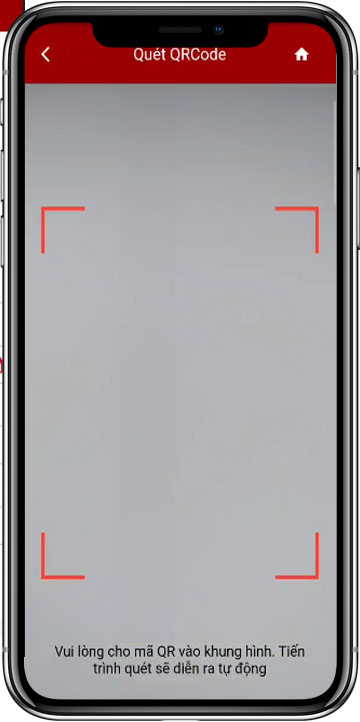 Quét QRCode
Vui lòng cho mã QR vào khung hình. Tiến
trình quét sẽ diễn ra tự động